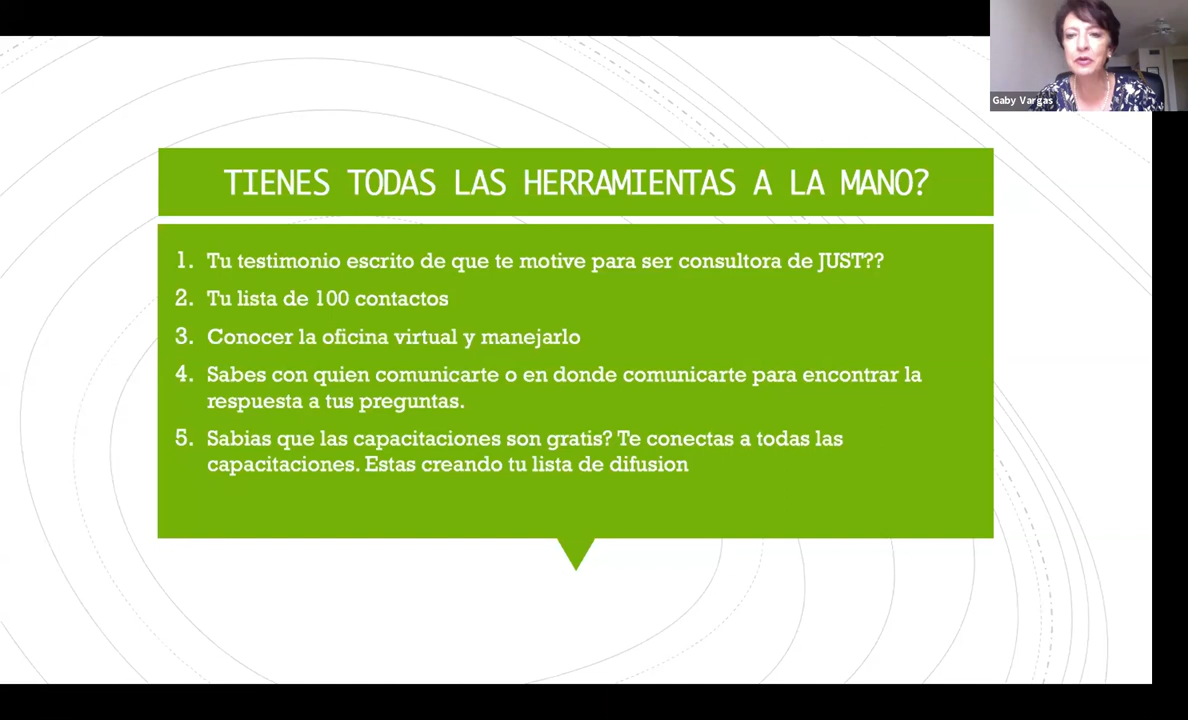 Gaby Vargas
TIENES TODAS LAS HERRAMIENTAS A LA MANO?
1. Tu testimonio escrito de que te motive para ser consultora de JUST??
2. Tu lista de 100 contactos
3. Conocer la oficina virtual y manejarlo
4. Sabes con quien comunicarte o en donde comunicarte para encontrar la
respuesta a tus preguntas.
5. Sabias que las capacitaciones son gratis? Te conectas a todas las
capacitaciones. Estas creando tu lista de difusion